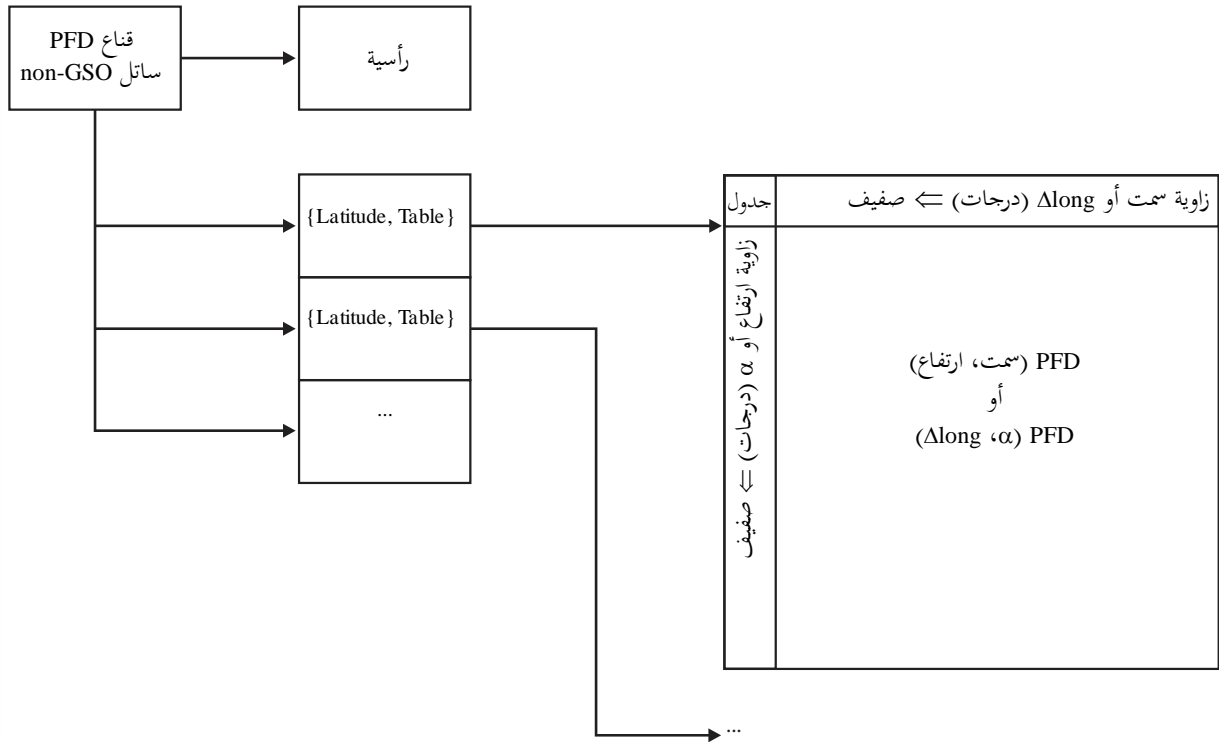 قناع PFD
ساتل non-GSO
رأسية
{Latitude, Table}
{Latitude, Table}
...
جدول
زاوية سمت أو Δlong (درجات) ⇐ صفيف
زاوية ارتفاع أو α (درجات) ⇐ صفيف
PFD (سمت، ارتفاع)
أو
PFD (α، Δlong)
...